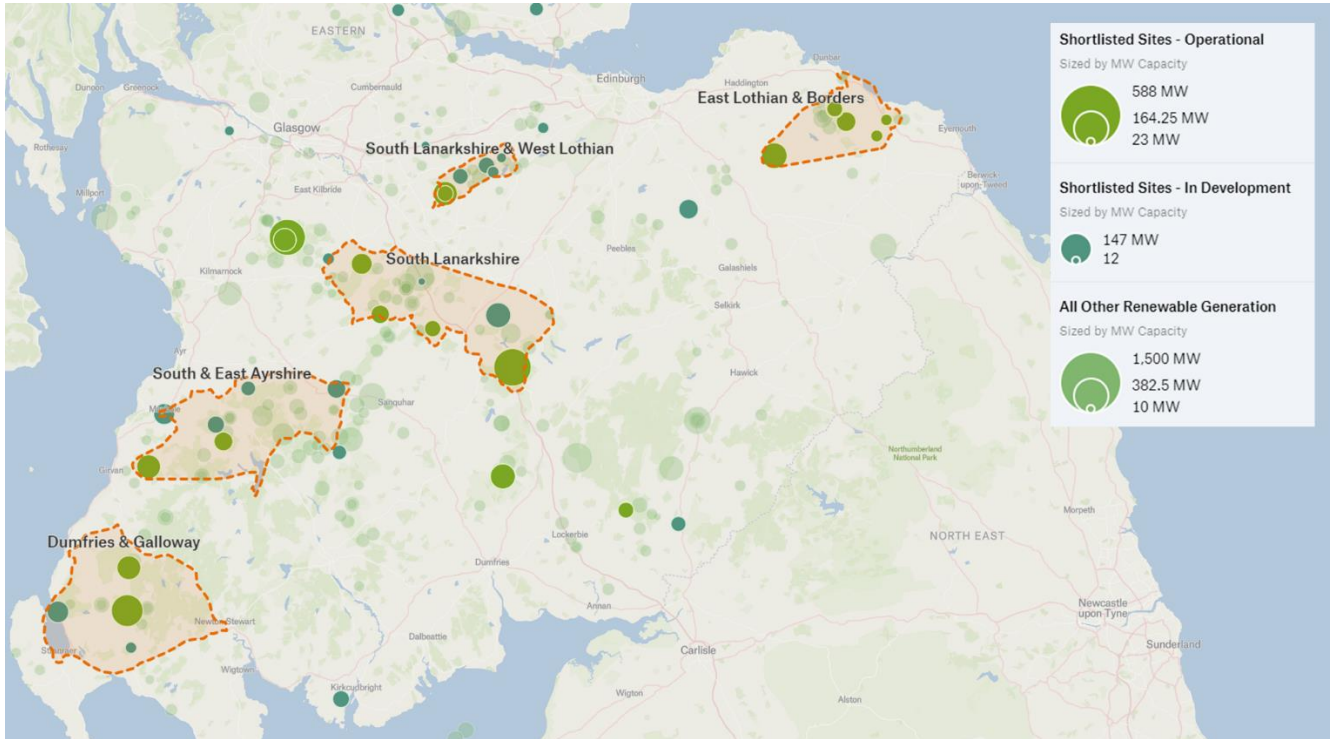 EASTERN
Dunoon
Greenock
Cumbernauld
Edinburgh
Haddington
Dunbar
East Lothian & Borders
Eyemouth
Glasgow
Rothesay
South Lanarkshire & West Lothian
Berwick-
upon-Tweed
Millport
East Kilbride
Peebles
South Lanarkshire
Galashiels
Kilmarnock
Selkirk
Ayr
Hawick
South & East Ayrshire
Sanquhar
Girvan
Northumberland
National Park
Morpeth
Lockerbie
NORTH EAST
Dumfries & Galloway
Dumfries
Annan
Newcastle
upon Tyne
Newton Stewart
Dalbeattie
Stranraer
Carlisle
Sunderland
Wigtown
Kirkcudbright
Wigton
Alston
Shortlisted Sites - Operational
Sized by MW Capacity
588 MW
164.25 MW
23 MW
Shortlisted Sites - In Development
Sized by MW Capacity
147 MW
12
All Other Renewable Generation
Sized by MW Capacity
1,500 MW
382.5 MW
10 MW